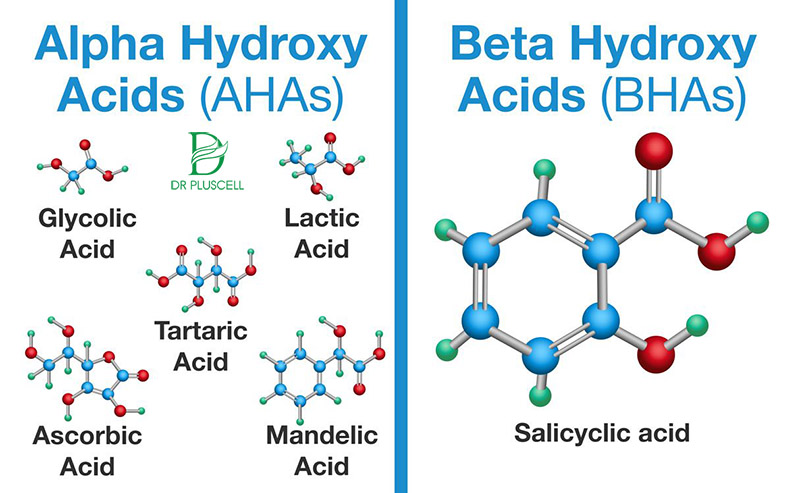 Alpha Hydroxy
Acids (AHAs)
DR PLUSCELL
Glycolic
Acid
Lactic
Acid
Tartaric
Acid
Ascorbic
Acid
Mandelic
Acid
Beta Hydroxy
Acids (BHAs)
Salicyclic acid